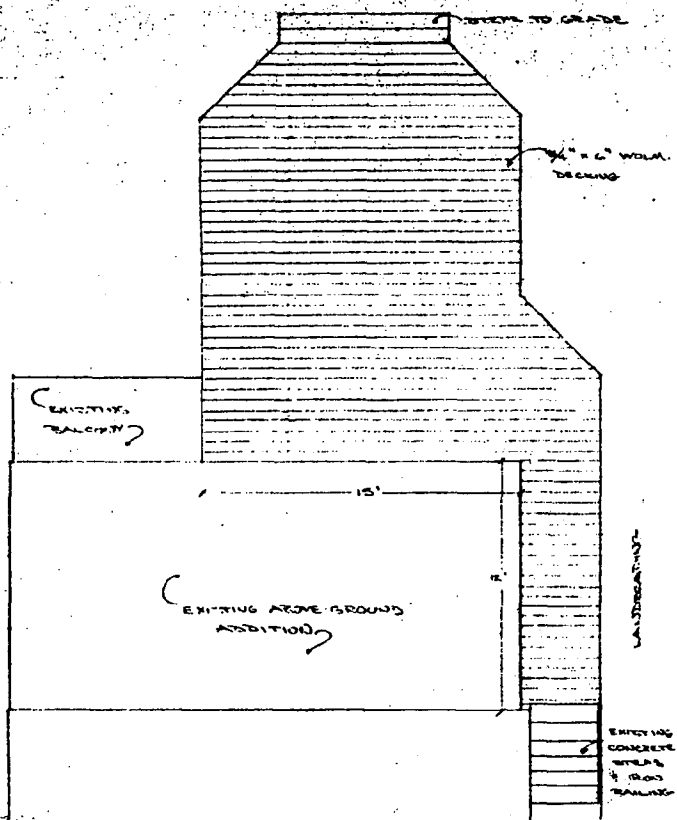 STEPS TO GRADE
5/4" x 6" WOLM.
DECKING
EXISTING
BALCONY
15'
12'
EXISTING ABOVE GROUND
ADDITION
LANDSCAPING
EXISTING
CONCRETE
STEPS
& IRON
RAILING